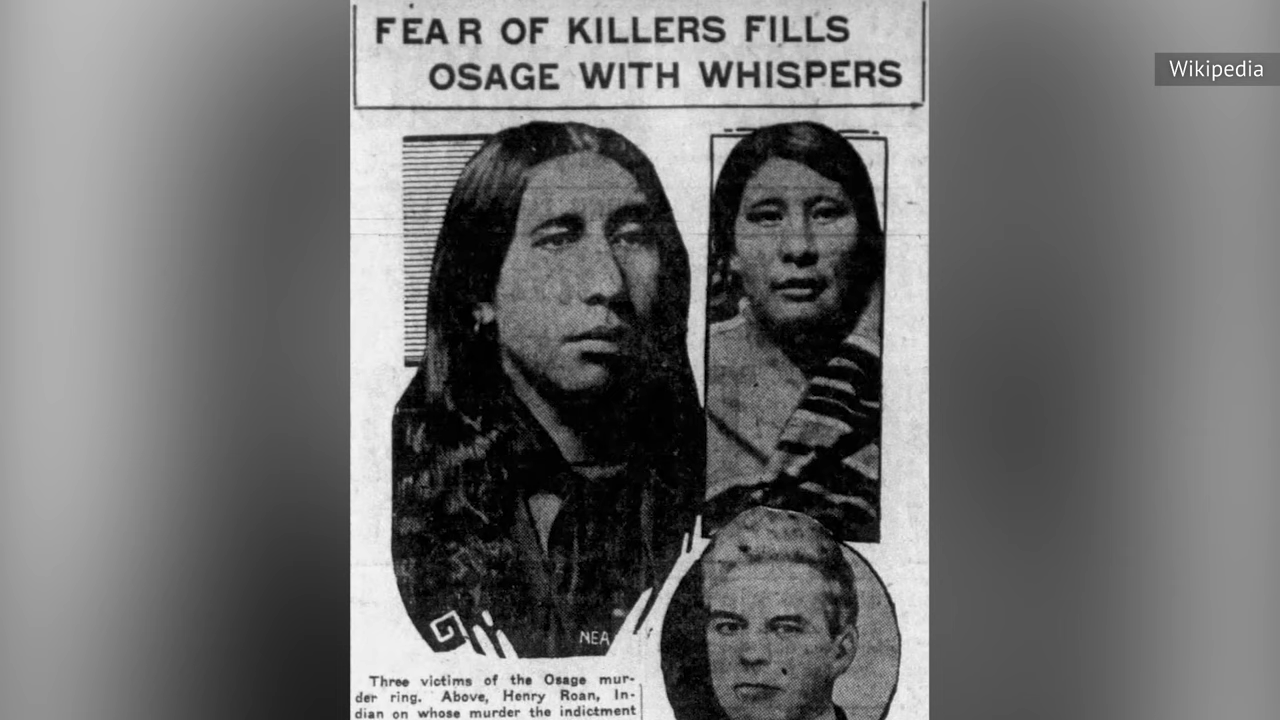 FEAR OF KILLERS FILLS
OSAGE WITH WHISPERS
Wikipedia
NEA
Three victims of the Osage mur-
der ring. Above, Henry Roan, In-
dian on whose murder the indictment